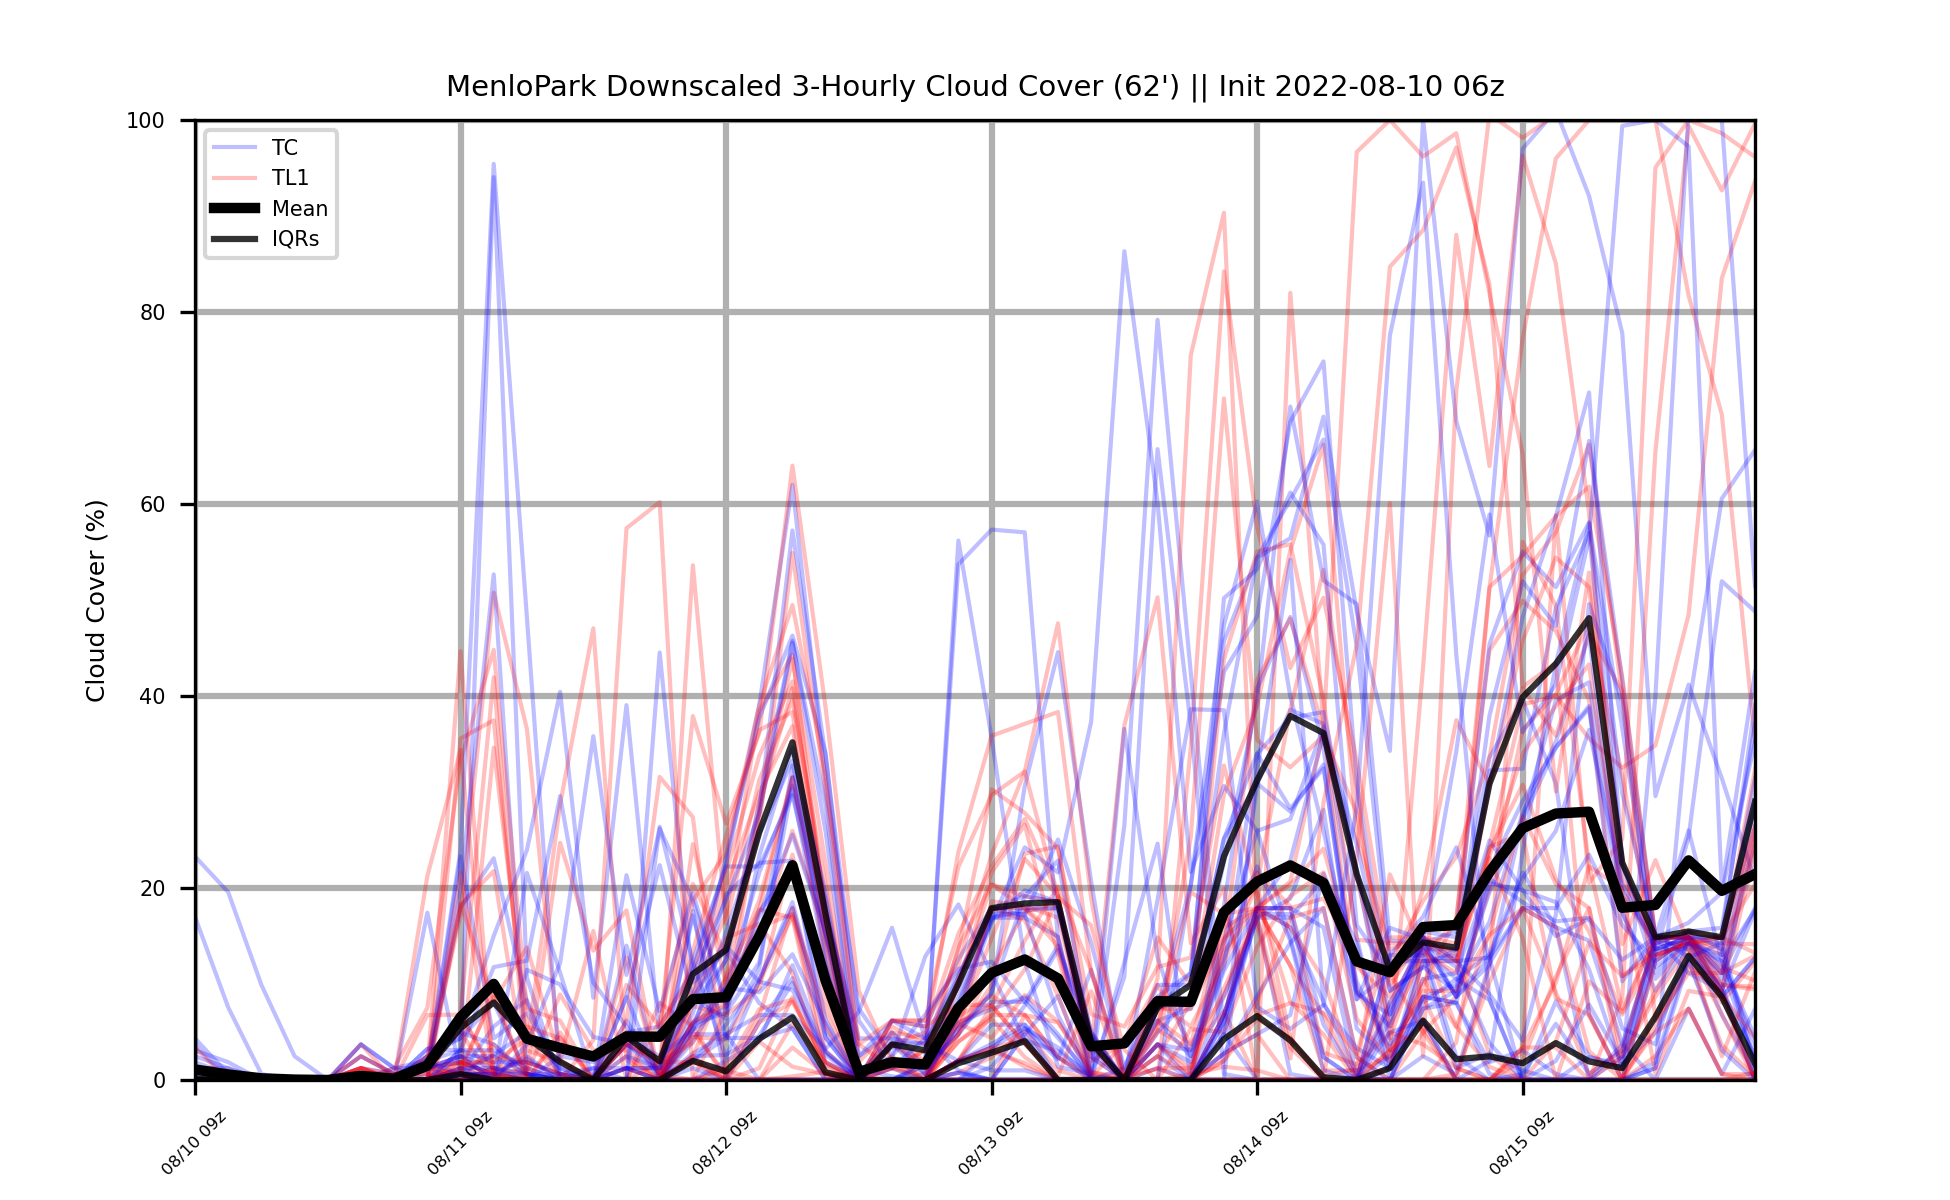 MenloPark Downscaled 3-Hourly Cloud Cover (62') || Init 2022-08-10 06z
100
80
60
40
20
0
Cloud Cover (%)
TC
TL1
Mean
IQRs
08/10 09z
08/11 09z
08/12 09z
08/13 09z
08/14 09z
08/15 09z